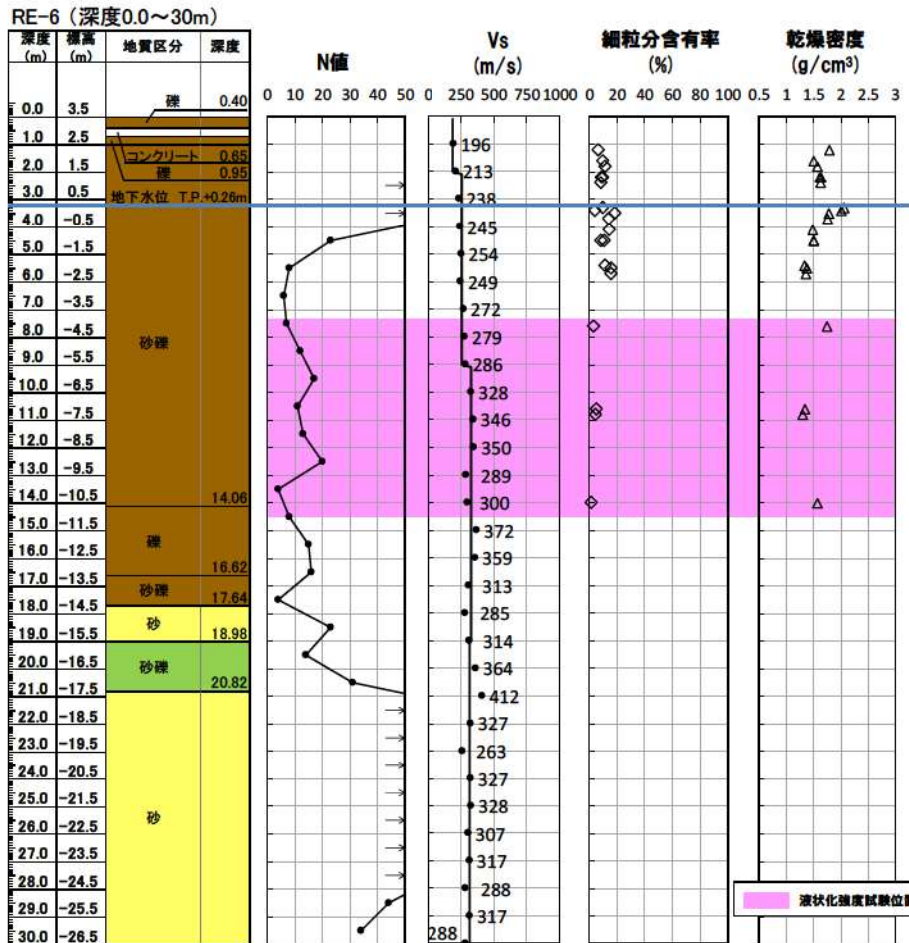 RE-6（深度0.0～30m）
深度 標高 地質区分 深度
(m) (m)
N値
Vs
(m/s)
細粒分含有率
(%)
乾燥密度
(g/cm³)
0 10 20 30 40 50 0 250 500 750 1000 0 20 40 60 80 100 0.5 1 1.5 2 2.5 3
0.0 3.5 礫 0.40
1.0 2.5 196
コンクリート 0.65
2.0 1.5 礫 0.95 213
3.0 0.5 地下水位 T.P.+0.26m 238
4.0 -0.5 245
5.0 -1.5 254
6.0 -2.5 249
7.0 -3.5 272
8.0 -4.5 砂礫 279
9.0 -5.5 286
10.0 -6.5 328
11.0 -7.5 346
12.0 -8.5 350
13.0 -9.5 289
14.0 -10.5 14.06 300
15.0 -11.5 礫 372
16.0 -12.5 16.62 359
17.0 -13.5 砂礫 17.64 313
18.0 -14.5 砂 285
19.0 -15.5 18.98 314
20.0 -16.5 砂礫 364
21.0 -17.5 20.82 412
22.0 -18.5 327
23.0 -19.5 263
24.0 -20.5 327
25.0 -21.5 砂 328
26.0 -22.5 307
27.0 -23.5 317
28.0 -24.5 288
29.0 -25.5 317
30.0 -26.5 288
液状化強度試験位置